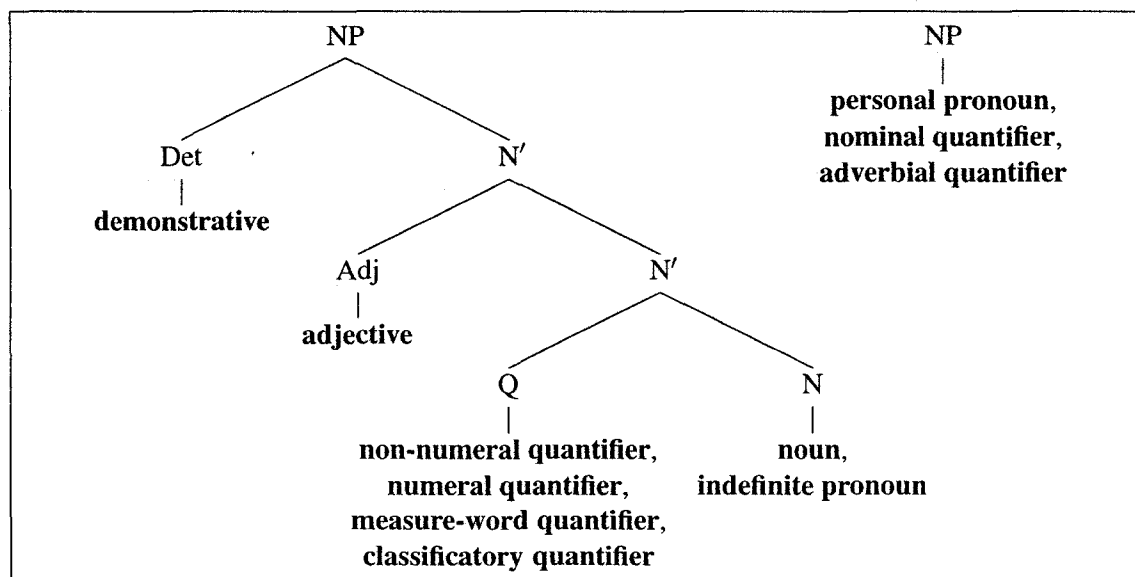 NP
NP
personal pronoun,
nominal quantifier,
adverbial quantifier
Det
N′
demonstrative
Adj
N′
adjective
Q
N
non-numeral quantifier,
numeral quantifier,
measure-word quantifier,
classificatory quantifier
noun,
indefinite pronoun